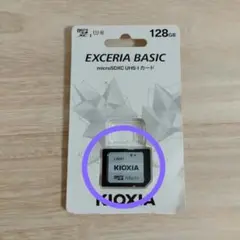 128GB
EXCERIA BASIC
microSDXC UHS-I カード
KIOXIA
KIOXIA